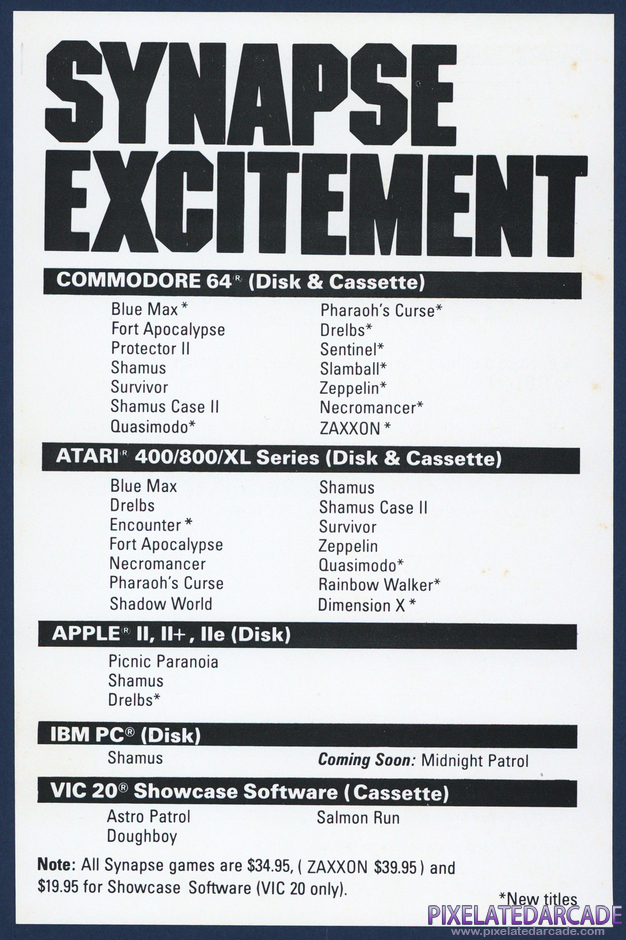 SYNAPSE
EXCITEMENT
COMMODORE 64® (Disk & Cassette)
Blue Max*
Fort Apocalypse
Protector II
Shamus
Survivor
Shamus Case II
Quasimodo*
Pharaoh's Curse*
Drelbs*
Sentinel*
Slamball*
Zeppelin*
Necromancer*
ZAXXON *
ATARI® 400/800/XL Series (Disk & Cassette)
Blue Max
Drelbs
Encounter *
Fort Apocalypse
Necromancer
Pharaoh's Curse
Shadow World
Shamus
Shamus Case II
Survivor
Zeppelin
Quasimodo*
Rainbow Walker*
Dimension X *
APPLE® II, II+, IIe (Disk)
Picnic Paranoia
Shamus
Drelbs*
IBM PC® (Disk)
Shamus
Coming Soon: Midnight Patrol
VIC 20® Showcase Software (Cassette)
Astro Patrol
Doughboy
Salmon Run
Note: All Synapse games are $34.95, ( ZAXXON $39.95 ) and
$19.95 for Showcase Software (VIC 20 only).
*New titles
PIXELATEDARCADE
www.pixelatedarcade.com